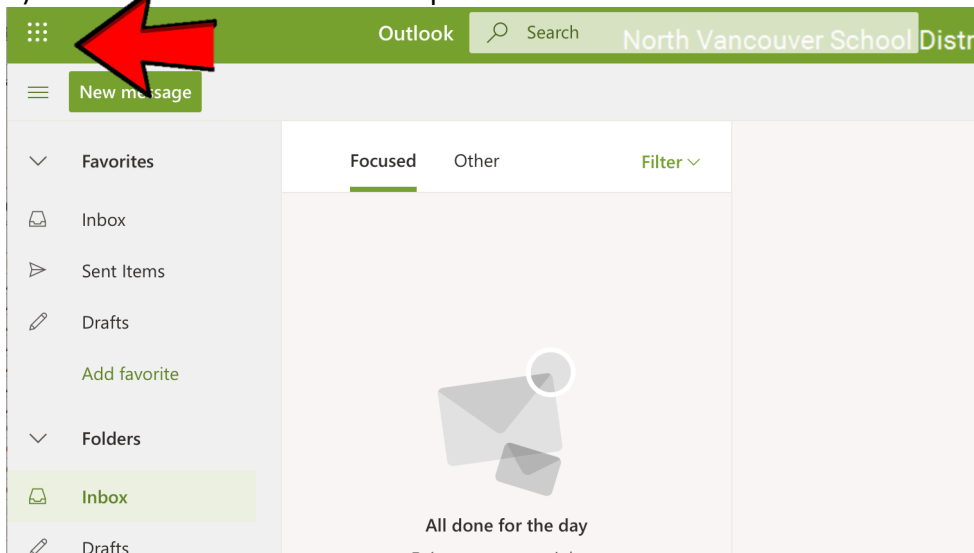 Outlook
Search
North Vancouver School Distr
New message
Favorites
Focused
Other
Filter
Inbox
Sent Items
Drafts
Add favorite
Folders
Inbox
All done for the day
Drafts